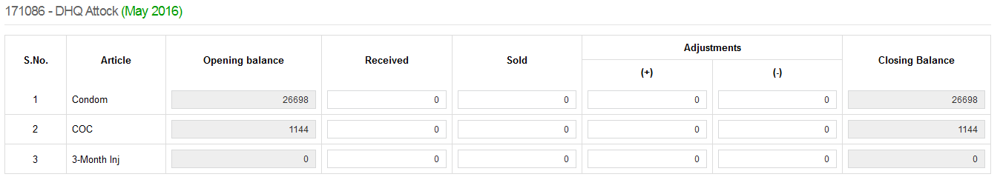 171086 - DHQ Attock (May 2016)
S.No. Article Opening balance Received Sold Adjustments Closing Balance
(+) (-)
1 Condom 26698 0 0 0 0 26698
2 COC 1144 0 0 0 0 1144
3 3-Month Inj 0 0 0 0 0 0